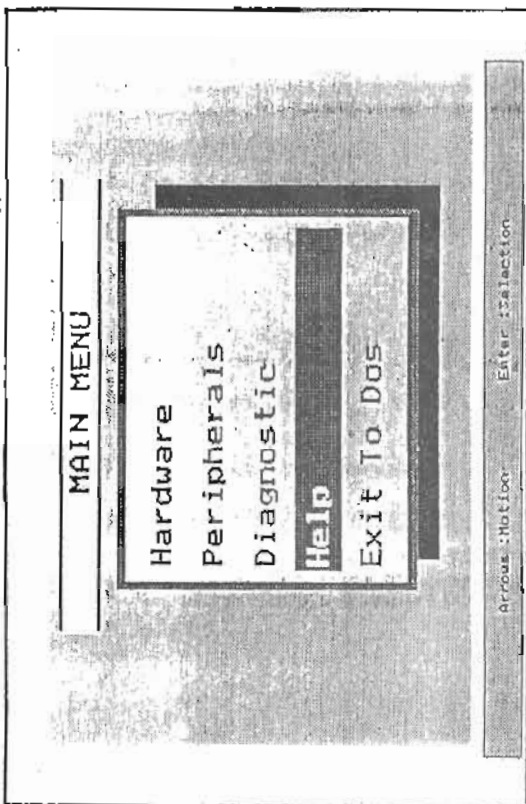 MAIN MENU
Hardware
Peripherals
Diagnostic
Help
Exit To Dos
Arrows :Motion Enter :Selection